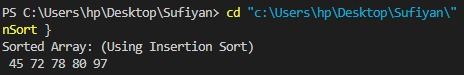 PS C:\Users\hp\Desktop\Sufiyan> cd "c:\Users\hp\Desktop\Sufiyan\"
nSort }
Sorted Array: (Using Insertion Sort)
45 72 78 80 97